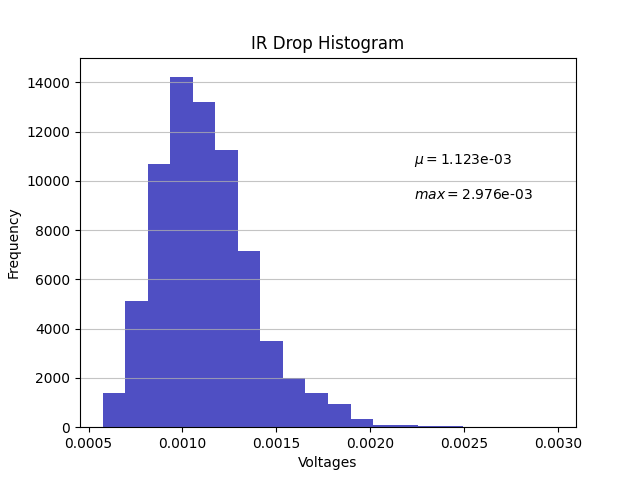 IR Drop Histogram
14000
12000
10000
8000
6000
4000
2000
0
Frequency
μ = 1.123e-03
max = 2.976e-03
0.0005 0.0010 0.0015 0.0020 0.0025 0.0030
Voltages